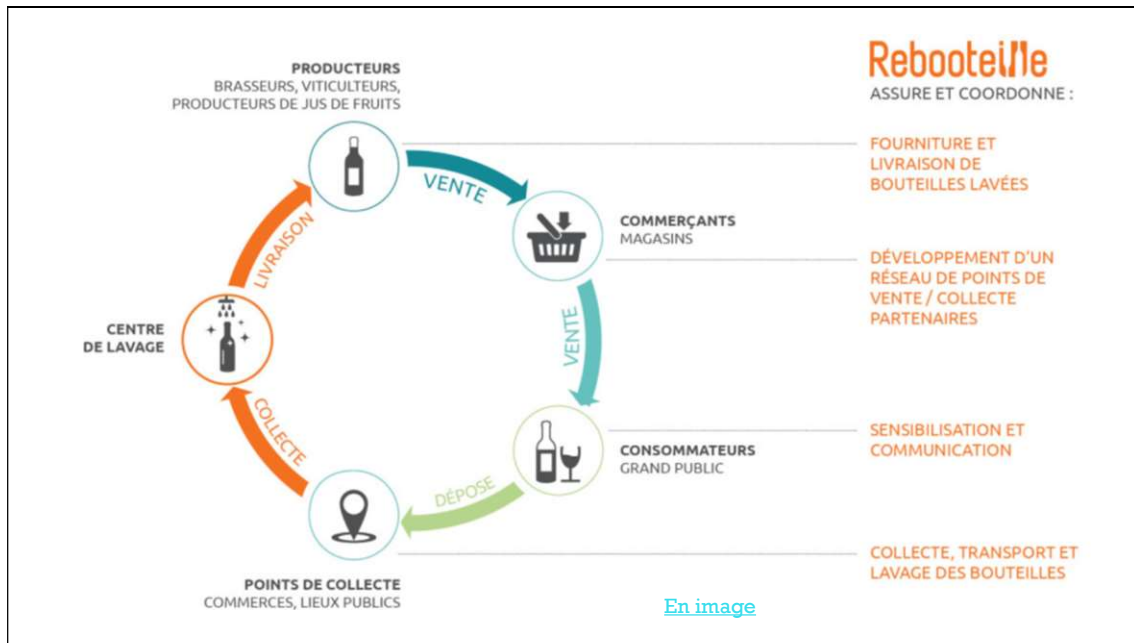 PRODUCTEURS
BRASSEURS, VITICULTEURS,
PRODUCTEURS DE JUS DE FRUITS
VENTE
COMMERÇANTS
MAGASINS
VENTE
CONSOMMATEURS
GRAND PUBLIC
DÉPOSE
POINTS DE COLLECTE
COMMERCES, LIEUX PUBLICS
COLLECTE
CENTRE
DE LAVAGE
LIVRAISON
Rebooteille
ASSURE ET COORDONNE :
FOURNITURE ET
LIVRAISON DE
BOUTEILLES LAVÉES
DÉVELOPPEMENT D'UN
RÉSEAU DE POINTS DE
VENTE / COLLECTE
PARTENAIRES
SENSIBILISATION ET
COMMUNICATION
COLLECTE, TRANSPORT ET
LAVAGE DES BOUTEILLES
En image